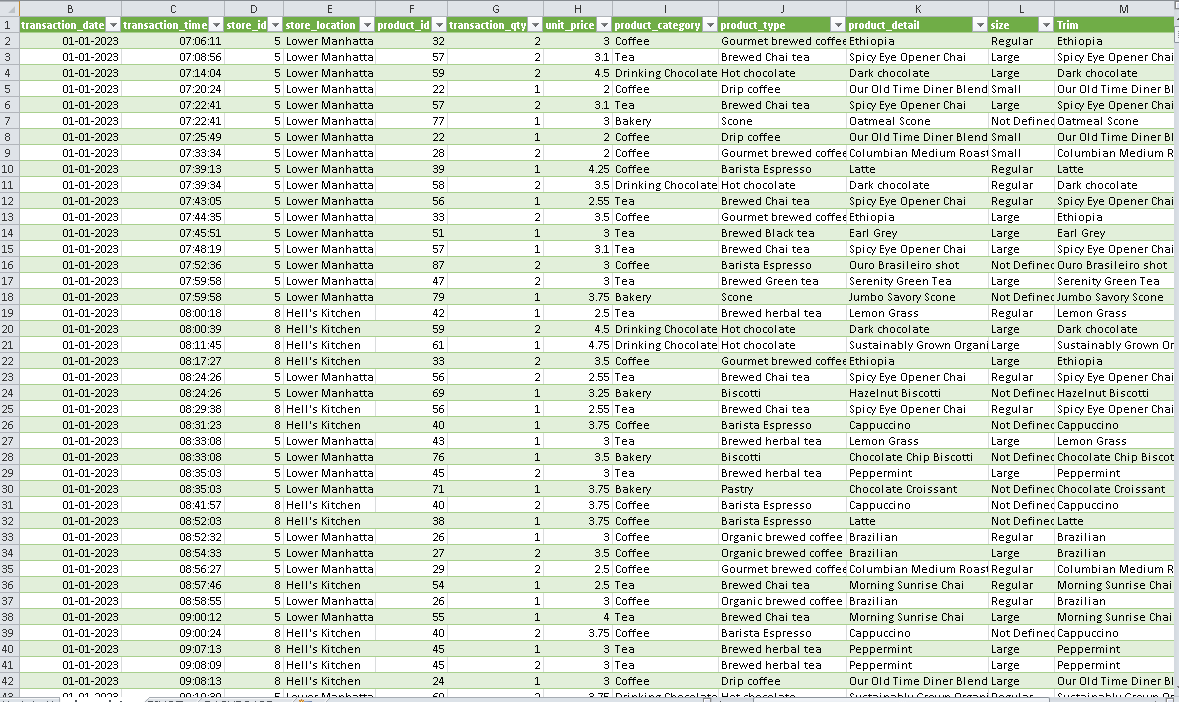 B C D E F G H I J K L M
1 transaction_date transaction_time store_id store_location product_id transaction_qty unit_price product_category product_type product_detail size Trim
2 01-01-2023 07:06:11 5 Lower Manhatta 32 2 3 Coffee Gourmet brewed coffee Ethiopia Regular Ethiopia
3 01-01-2023 07:08:56 5 Lower Manhatta 57 2 3.1 Tea Brewed Chai tea Spicy Eye Opener Chai Large Spicy Eye Opener Chai
4 01-01-2023 07:14:04 5 Lower Manhatta 59 2 4.5 Drinking Chocolate Hot chocolate Dark chocolate Large Dark chocolate
5 01-01-2023 07:20:24 5 Lower Manhatta 22 1 2 Coffee Drip coffee Our Old Time Diner Blend Small Our Old Time Diner Bl
6 01-01-2023 07:22:41 5 Lower Manhatta 57 2 3.1 Tea Brewed Chai tea Spicy Eye Opener Chai Large Spicy Eye Opener Chai
7 01-01-2023 07:22:41 5 Lower Manhatta 77 1 3 Bakery Scone Oatmeal Scone Not Define Oatmeal Scone
8 01-01-2023 07:25:49 5 Lower Manhatta 22 1 2 Coffee Drip coffee Our Old Time Diner Blend Small Our Old Time Diner Bl
9 01-01-2023 07:33:34 5 Lower Manhatta 28 2 2 Coffee Gourmet brewed coffee Columbian Medium Roast Small Columbian Medium R
10 01-01-2023 07:39:13 5 Lower Manhatta 39 1 4.25 Coffee Barista Espresso Latte Regular Latte
11 01-01-2023 07:39:34 5 Lower Manhatta 58 2 3.5 Drinking Chocolate Hot chocolate Dark chocolate Regular Dark chocolate
12 01-01-2023 07:43:05 5 Lower Manhatta 56 1 2.55 Tea Brewed Chai tea Spicy Eye Opener Chai Regular Spicy Eye Opener Chai
13 01-01-2023 07:44:35 5 Lower Manhatta 33 2 3.5 Coffee Gourmet brewed coffee Ethiopia Large Ethiopia
14 01-01-2023 07:45:51 5 Lower Manhatta 51 1 3 Tea Brewed Black tea Earl Grey Large Earl Grey
15 01-01-2023 07:48:19 5 Lower Manhatta 57 1 3.1 Tea Brewed Chai tea Spicy Eye Opener Chai Large Spicy Eye Opener Chai
16 01-01-2023 07:52:36 5 Lower Manhatta 87 2 3 Coffee Barista Espresso Ouro Brasileiro shot Not Define Ouro Brasileiro shot
17 01-01-2023 07:59:58 5 Lower Manhatta 47 2 3 Tea Brewed Green tea Serenity Green Tea Large Serenity Green Tea
18 01-01-2023 07:59:58 5 Lower Manhatta 79 1 3.75 Bakery Scone Jumbo Savory Scone Not Define Jumbo Savory Scone
19 01-01-2023 08:00:18 8 Hell's Kitchen 42 1 2.5 Tea Brewed herbal tea Lemon Grass Regular Lemon Grass
20 01-01-2023 08:00:39 8 Hell's Kitchen 59 2 4.5 Drinking Chocolate Hot chocolate Dark chocolate Large Dark chocolate
21 01-01-2023 08:11:45 8 Hell's Kitchen 61 1 4.75 Drinking Chocolate Hot chocolate Sustainably Grown Organi Large Sustainably Grown Or
22 01-01-2023 08:17:27 8 Hell's Kitchen 33 2 3.5 Coffee Gourmet brewed coffee Ethiopia Large Ethiopia
23 01-01-2023 08:24:26 5 Lower Manhatta 56 2 2.55 Tea Brewed Chai tea Spicy Eye Opener Chai Regular Spicy Eye Opener Chai
24 01-01-2023 08:24:26 5 Lower Manhatta 69 1 3.25 Bakery Biscotti Hazelnut Biscotti Not Define Hazelnut Biscotti
25 01-01-2023 08:29:38 8 Hell's Kitchen 56 1 2.55 Tea Brewed Chai tea Spicy Eye Opener Chai Regular Spicy Eye Opener Chai
26 01-01-2023 08:31:23 8 Hell's Kitchen 40 1 3.75 Coffee Barista Espresso Cappuccino Not Define Cappuccino
27 01-01-2023 08:33:08 5 Lower Manhatta 43 1 3 Tea Brewed herbal tea Lemon Grass Large Lemon Grass
28 01-01-2023 08:33:08 5 Lower Manhatta 76 1 3.5 Bakery Biscotti Chocolate Chip Biscotti Not Define Chocolate Chip Biscot
29 01-01-2023 08:35:03 5 Lower Manhatta 45 2 3 Tea Brewed herbal tea Peppermint Large Peppermint
30 01-01-2023 08:35:03 5 Lower Manhatta 71 1 3.75 Bakery Pastry Chocolate Croissant Not Define Chocolate Croissant
31 01-01-2023 08:41:57 8 Hell's Kitchen 40 2 3.75 Coffee Barista Espresso Cappuccino Not Define Cappuccino
32 01-01-2023 08:52:03 8 Hell's Kitchen 38 1 3.75 Coffee Barista Espresso Latte Not Define Latte
33 01-01-2023 08:52:32 5 Lower Manhatta 26 1 3 Coffee Organic brewed coffee Brazilian Regular Brazilian
34 01-01-2023 08:54:33 5 Lower Manhatta 27 2 3.5 Coffee Organic brewed coffee Brazilian Large Brazilian
35 01-01-2023 08:56:27 5 Lower Manhatta 29 2 2.5 Coffee Gourmet brewed coffee Columbian Medium Roast Regular Columbian Medium R
36 01-01-2023 08:57:46 8 Hell's Kitchen 54 1 2.5 Tea Brewed Chai tea Morning Sunrise Chai Regular Morning Sunrise Chai
37 01-01-2023 08:58:55 5 Lower Manhatta 26 1 3 Coffee Organic brewed coffee Brazilian Regular Brazilian
38 01-01-2023 09:00:12 5 Lower Manhatta 55 1 4 Tea Brewed Chai tea Morning Sunrise Chai Large Morning Sunrise Chai
39 01-01-2023 09:00:24 8 Hell's Kitchen 40 2 3.75 Coffee Barista Espresso Cappuccino Not Define Cappuccino
40 01-01-2023 09:07:13 8 Hell's Kitchen 45 1 3 Tea Brewed herbal tea Peppermint Large Peppermint
41 01-01-2023 09:08:09 8 Hell's Kitchen 45 2 3 Tea Brewed herbal tea Peppermint Large Peppermint
42 01-01-2023 09:08:13 8 Hell's Kitchen 24 1 3 Coffee Drip coffee Our Old Time Diner Blend Large Our Old Time Diner Bl